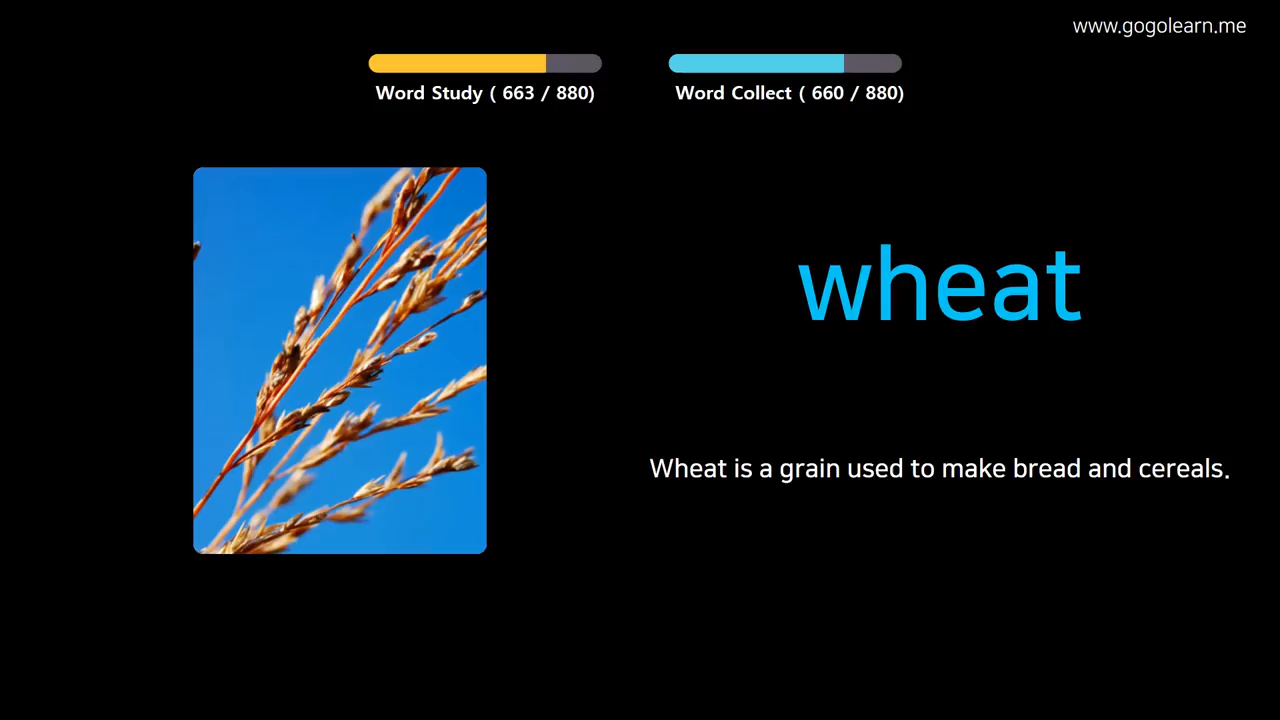 www.gogolearn.me
Word Study ( 663 / 880)
Word Collect ( 660 / 880)
wheat
Wheat is a grain used to make bread and cereals.